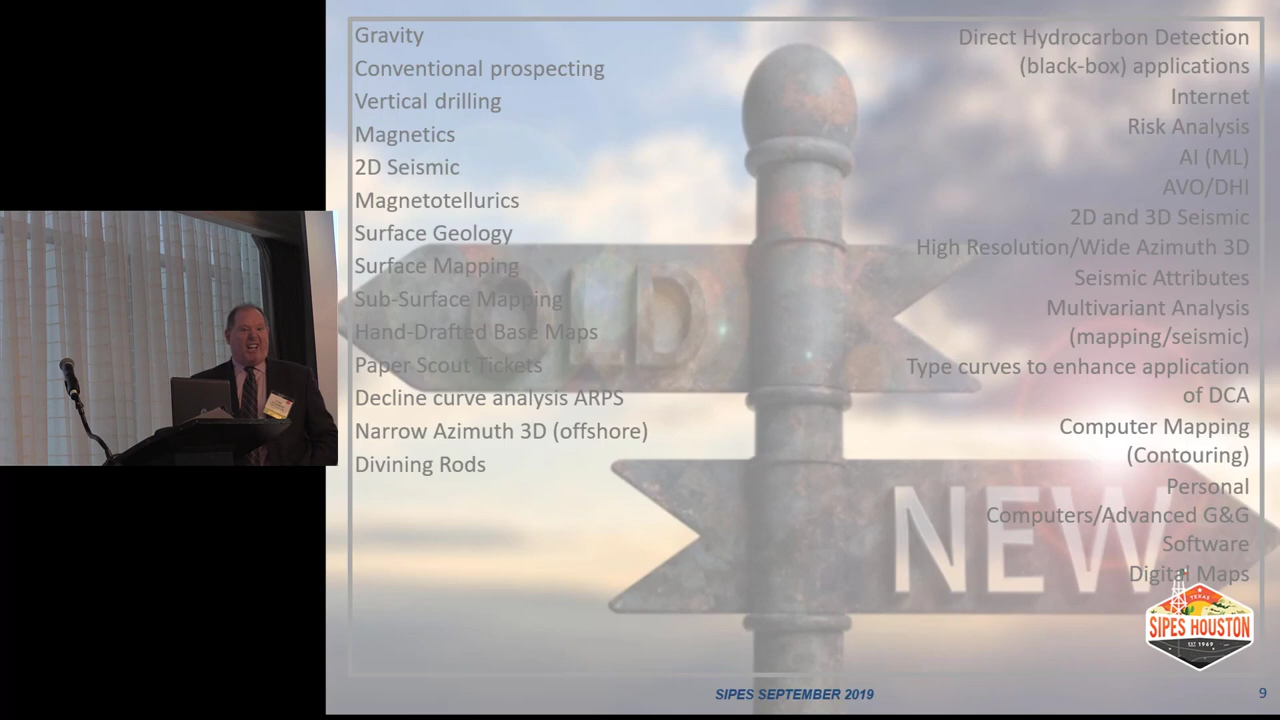 Gravity
Conventional prospecting
Vertical drilling
Magnetics
2D Seismic
Magnetotellurics
Surface Geology
Surface Mapping
Sub-Surface Mapping
Hand-Drafted Base Maps
Paper Scout Tickets
Decline curve analysis ARPS
Narrow Azimuth 3D (offshore)
Divining Rods
Direct Hydrocarbon Detection
(black-box) applications
Internet
Risk Analysis
AI (ML)
AVO/DHI
2D and 3D Seismic
High Resolution/Wide Azimuth 3D
Seismic Attributes
Multivariant Analysis
(mapping/seismic)
Type curves to enhance application
of DCA
Computer Mapping
(Contouring)
Personal
Computers/Advanced G&G
Software
Digital Maps
OLD
NEW
TEXAS
SIPES HOUSTON
EST 1969
SIPES SEPTEMBER 2019
9